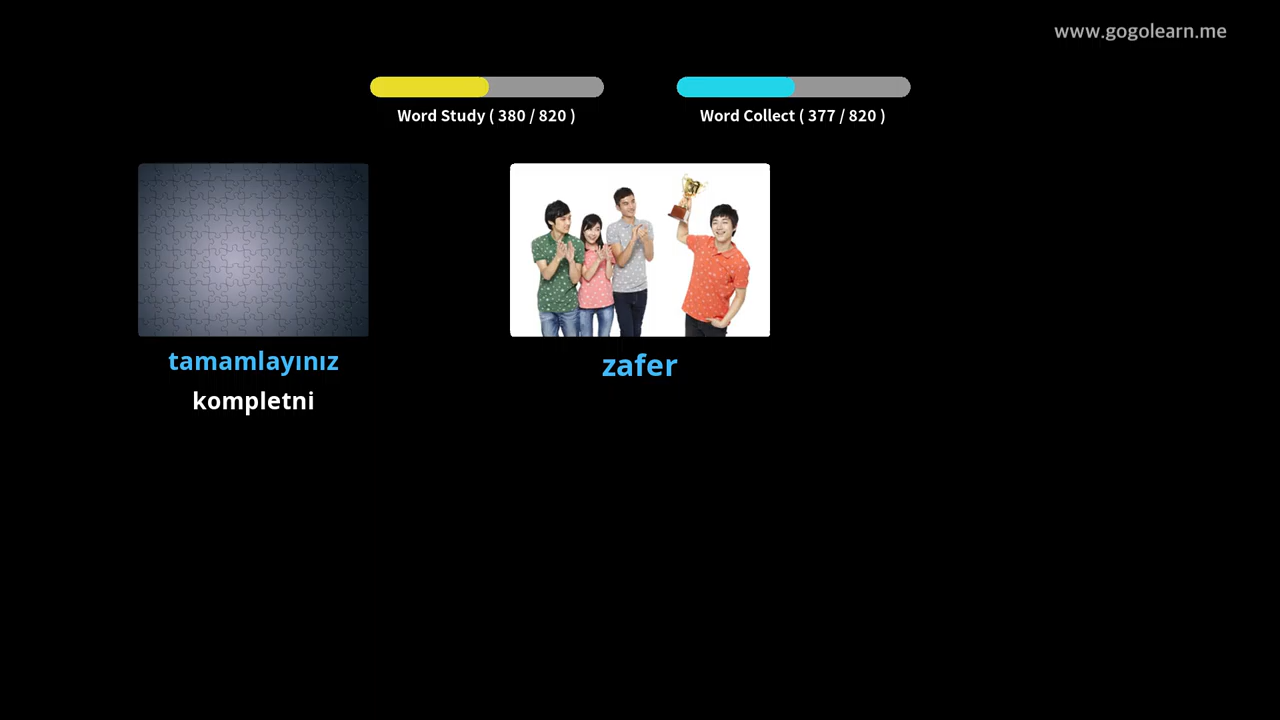 www.gogolearn.me
Word Study ( 380 / 820 )
Word Collect ( 377 / 820 )
tamamlayınız
kompletni
zafer